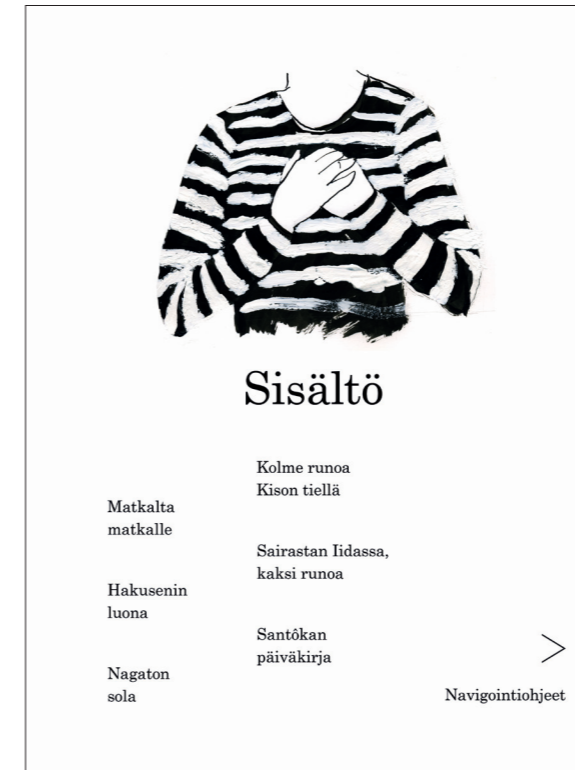 Sisältö
Matkalta
matkalle
Hakusenin
luona
Nagaton
sola
Kolme runoa
Kison tiellä
Sairastan Iidassa,
kaksi runoa
Santôkan
päiväkirja
Navigointiohjeet